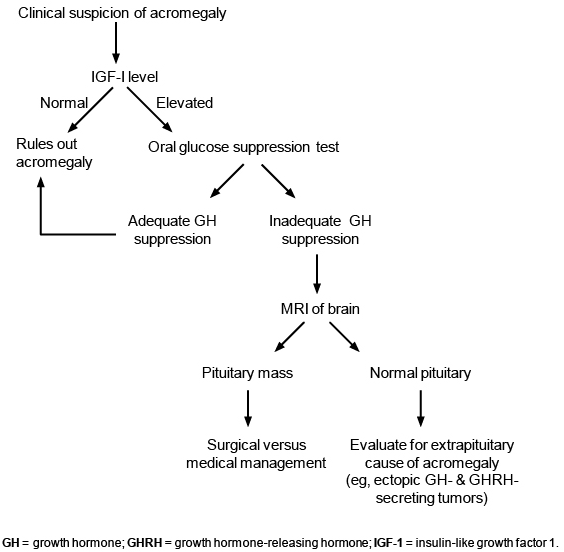 Clinical suspicion of acromegaly
IGF-I level
Normal
Elevated
Rules out
acromegaly
Oral glucose suppression test
Adequate GH
suppression
Inadequate GH
suppression
MRI of brain
Pituitary mass
Normal pituitary
Surgical versus
medical management
Evaluate for extrapituitary
cause of acromegaly
(eg, ectopic GH- & GHRH-
secreting tumors)
GH = growth hormone; GHRH = growth hormone-releasing hormone; IGF-1 = insulin-like growth factor 1.